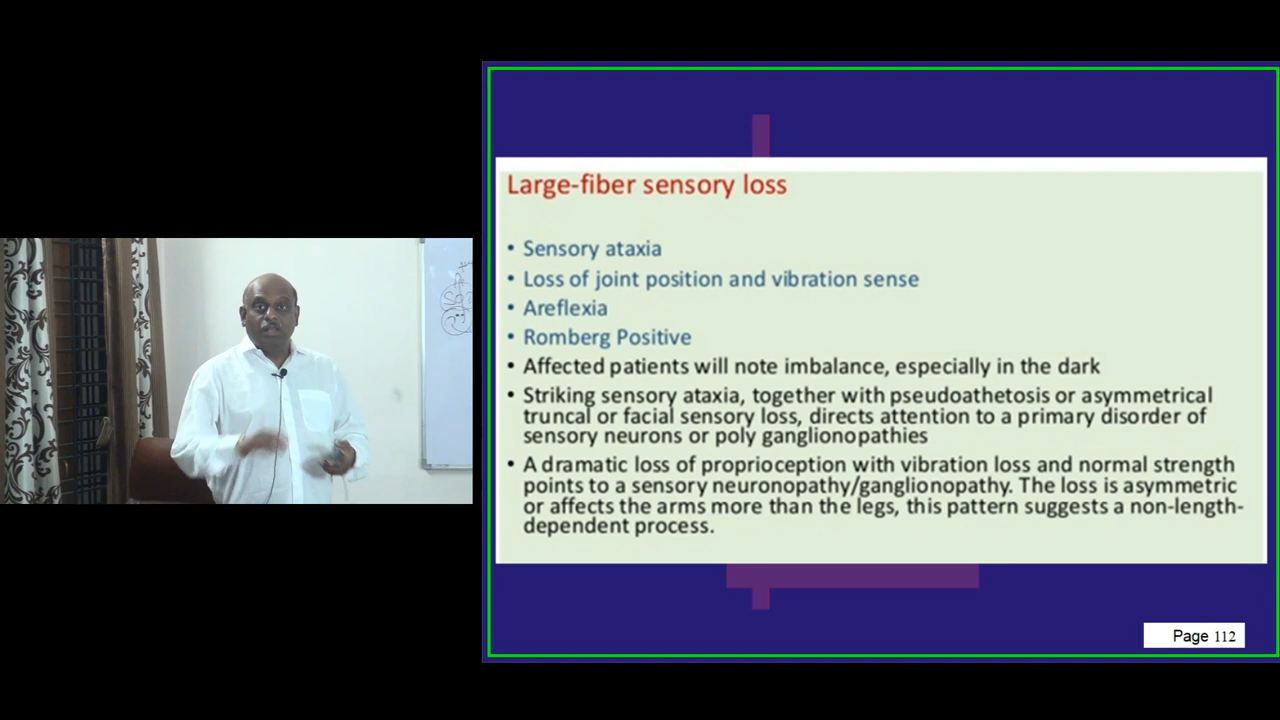 Large-fiber sensory loss
• Sensory ataxia
• Loss of joint position and vibration sense
• Areflexia
• Romberg Positive
• Affected patients will note imbalance, especially in the dark
• Striking sensory ataxia, together with pseudoathetosis or asymmetrical
truncal or facial sensory loss, directs attention to a primary disorder of
sensory neurons or poly ganglionopathies
• A dramatic loss of proprioception with vibration loss and normal strength
points to a sensory neuronopathy/ganglionopathy. The loss is asymmetric
or affects the arms more than the legs, this pattern suggests a non-length-
dependent process.
Page 112